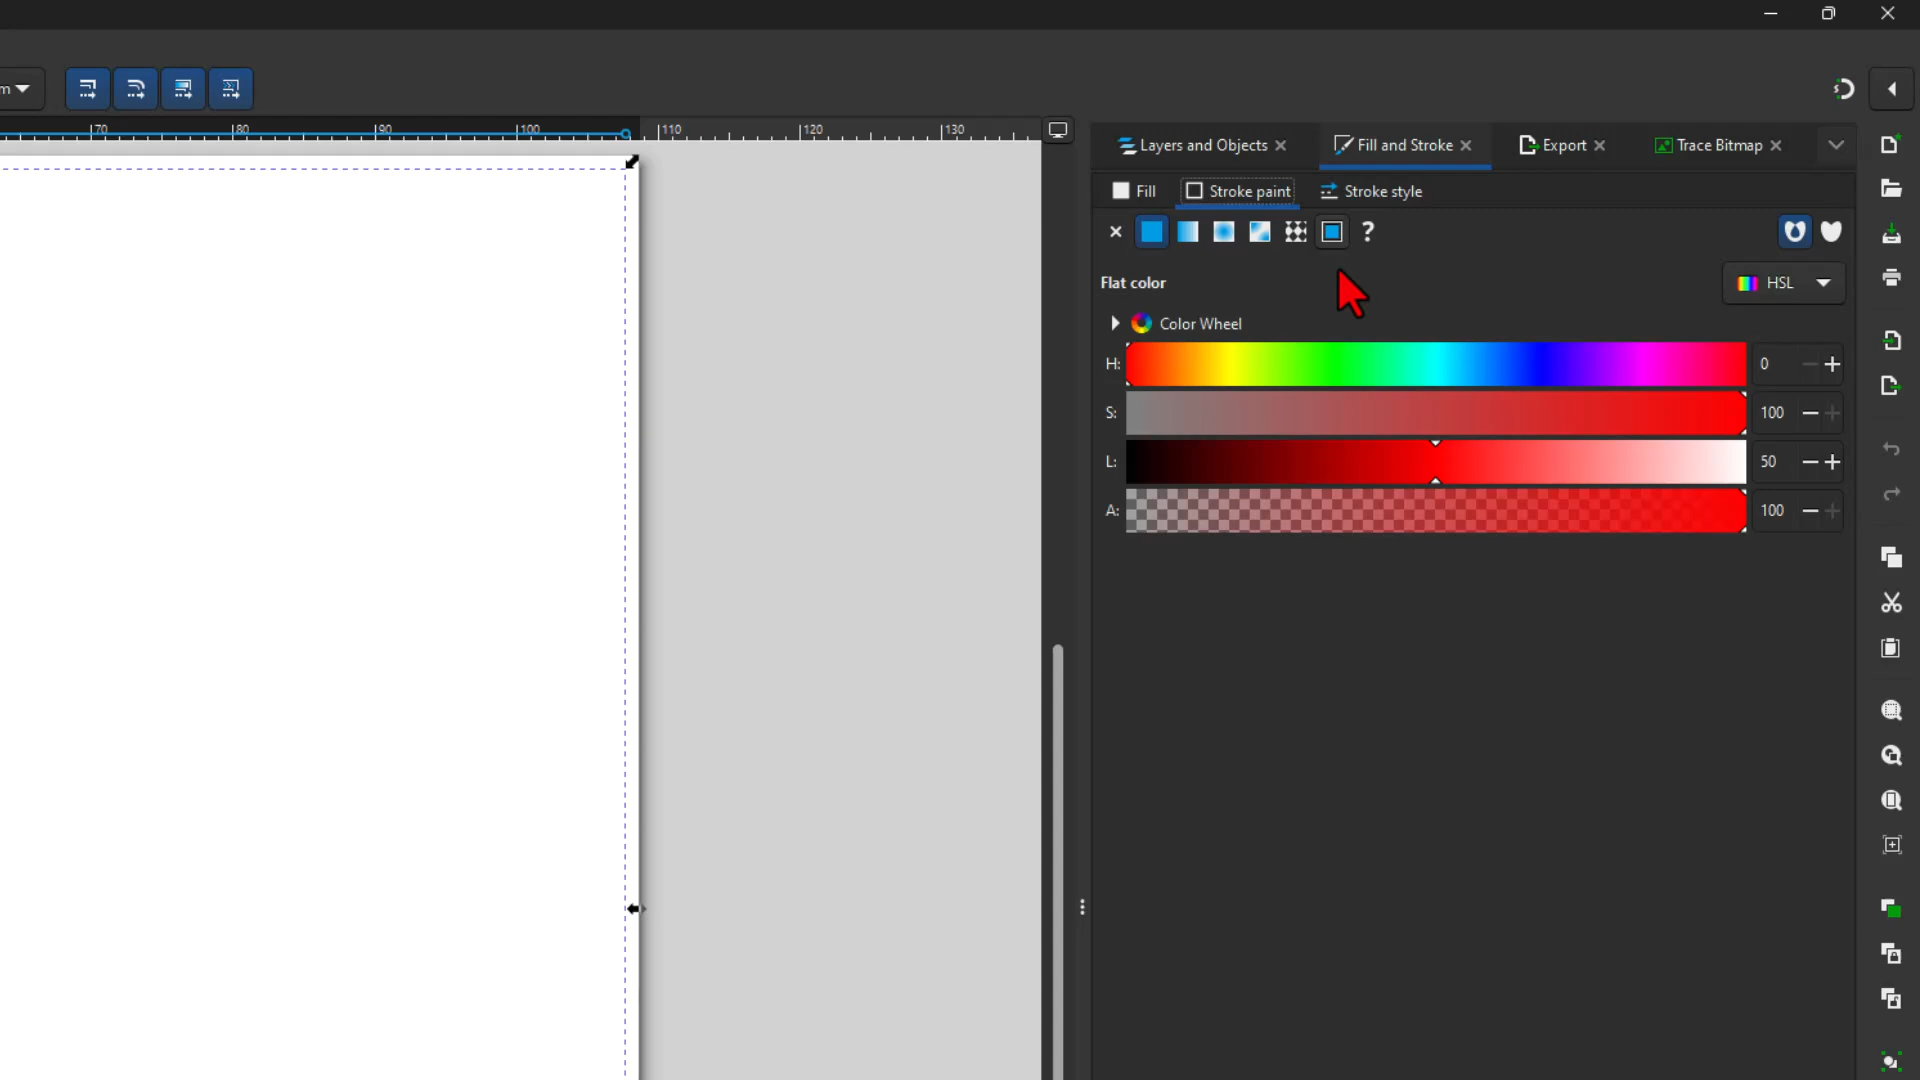 m
70 80 90 100 110 120 130
Layers and Objects Fill and Stroke Export Trace Bitmap
Fill Stroke paint Stroke style
?
Flat color HSL
Color Wheel
H: 0
S: 100
L: 50
A: 100